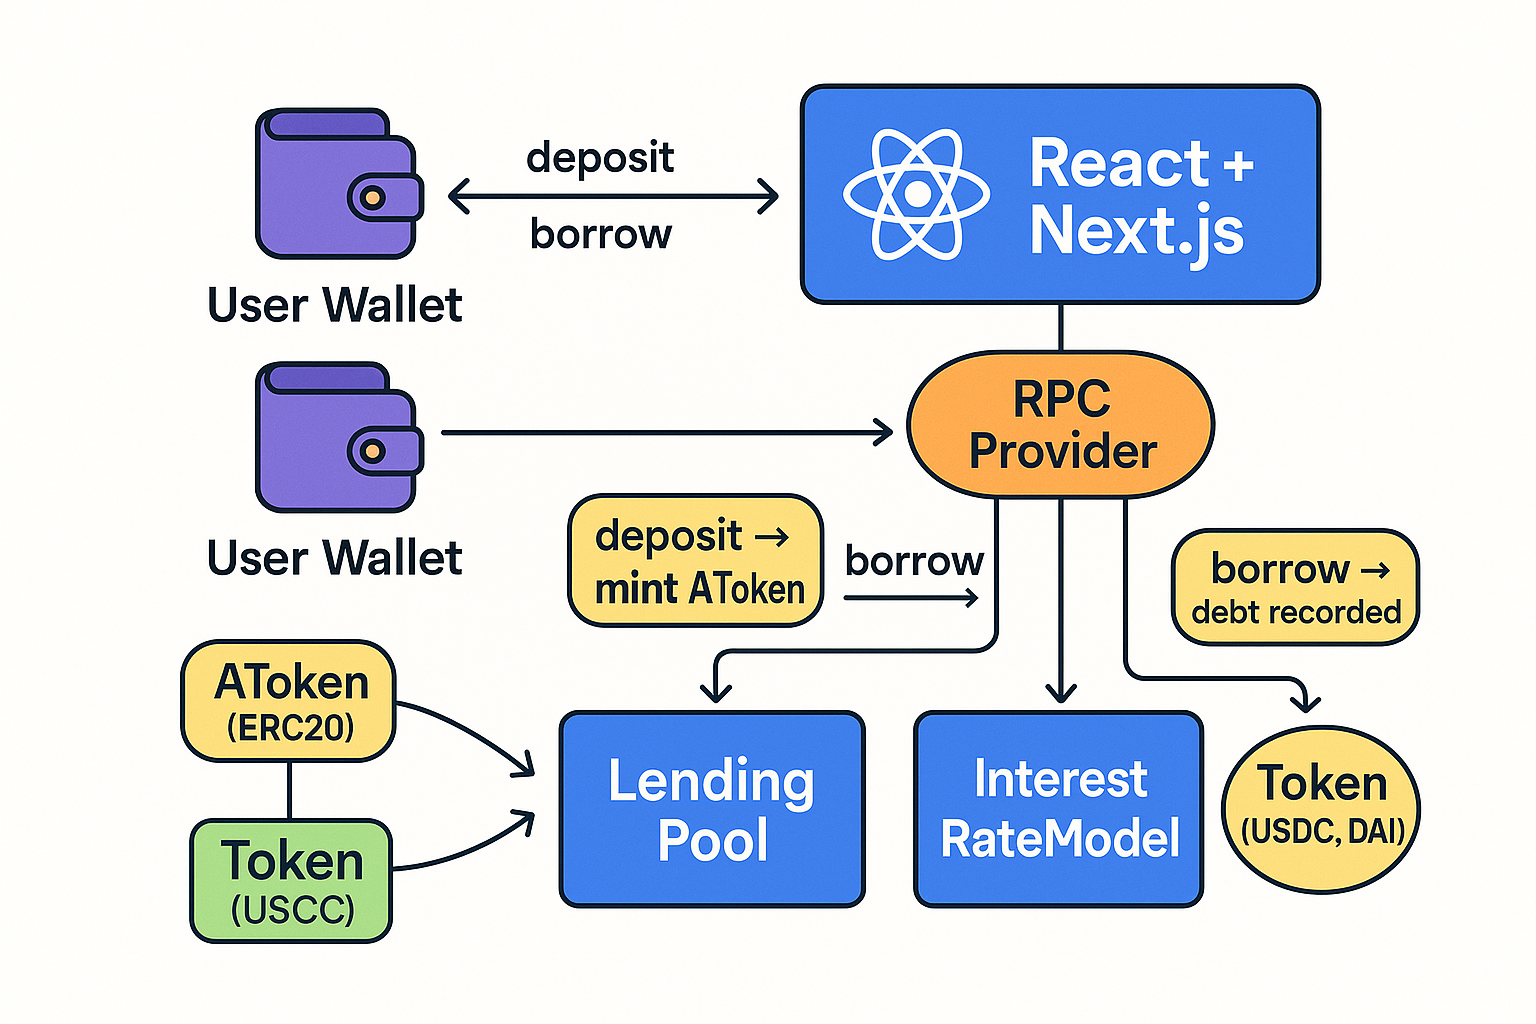 deposit
borrow
User Wallet
React +
Next.js
User Wallet
RPC
Provider
deposit →
mint AToken
borrow
borrow →
debt recorded
AToken
(ERC20)
Token
(USCC)
Lending
Pool
Interest
RateModel
Token
(USDC, DAI)